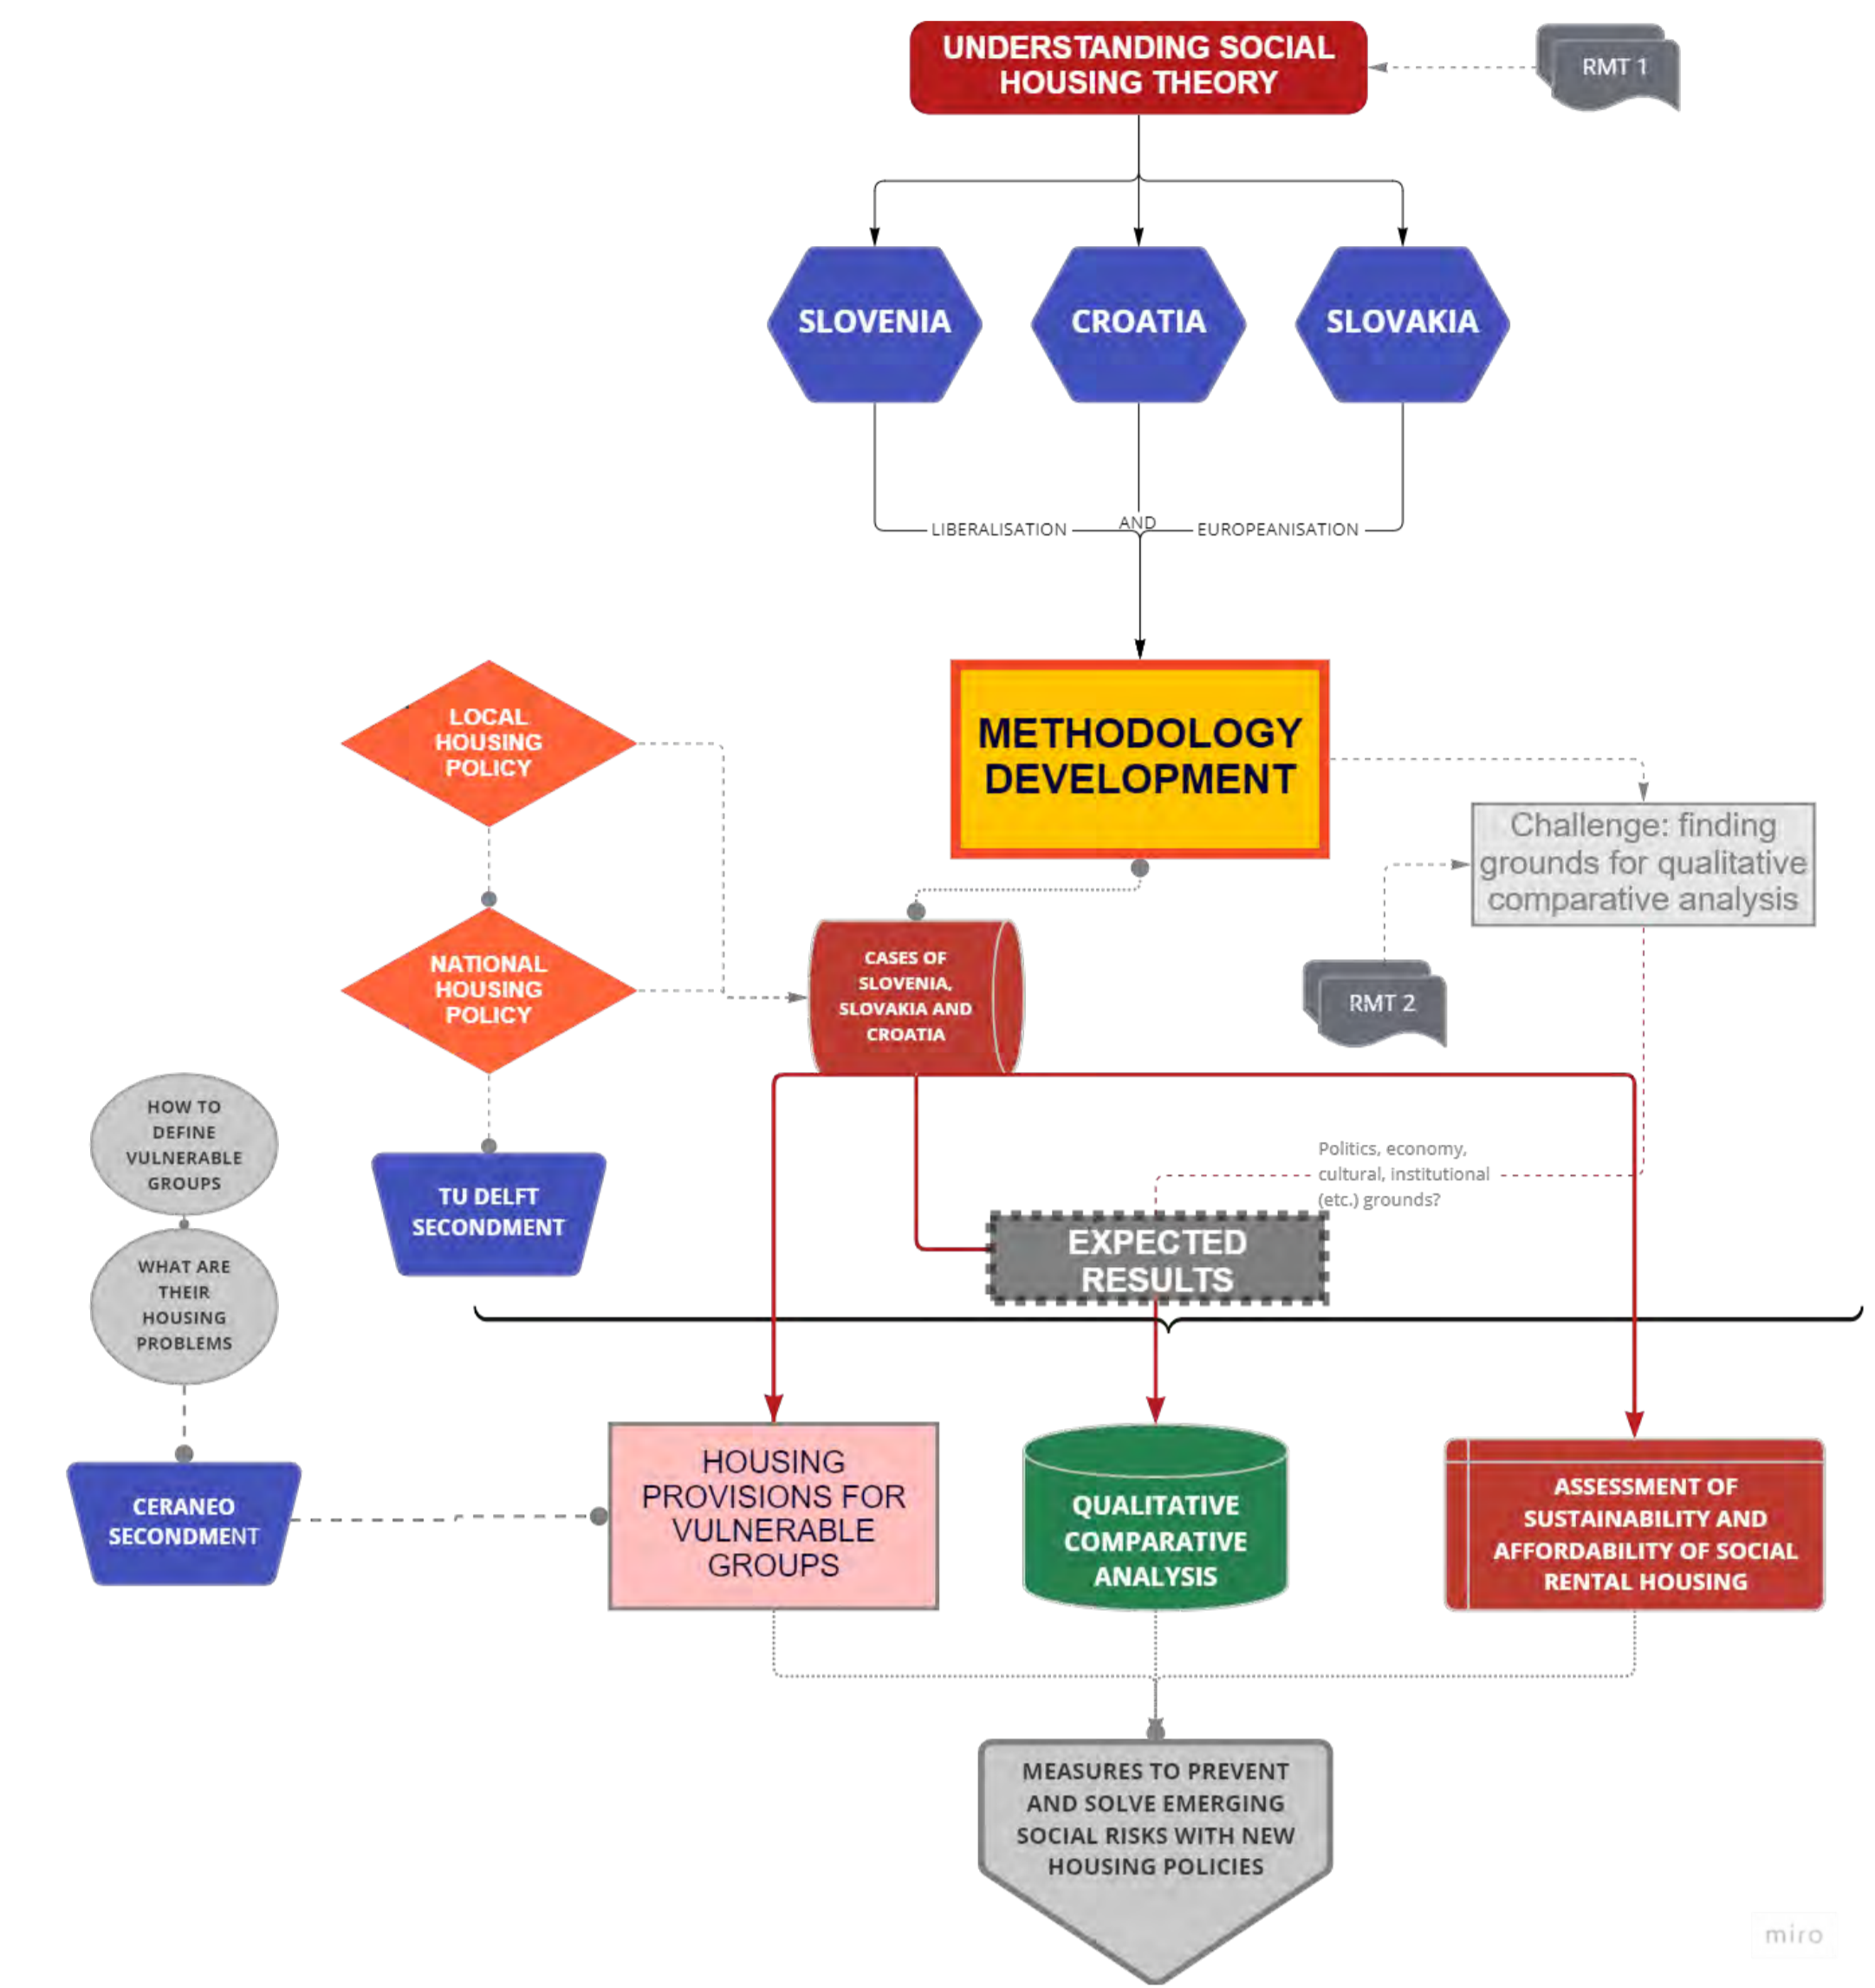 UNDERSTANDING SOCIAL
HOUSING THEORY
RMT 1
SLOVENIA
CROATIA
SLOVAKIA
LIBERALISATION
AND
EUROPEANISATION
METHODOLOGY
DEVELOPMENT
LOCAL
HOUSING
POLICY
Challenge: finding
grounds for qualitative
comparative analysis
NATIONAL
HOUSING
POLICY
CASES OF
SLOVENIA,
SLOVAKIA AND
CROATIA
RMT 2
HOW TO
DEFINE
VULNERABLE
GROUPS
TU DELFT
SECONDMENT
Politics, economy,
cultural, institutional
(etc.) grounds?
WHAT ARE
THEIR
HOUSING
PROBLEMS
EXPECTED
RESULTS
CERANEO
SECONDMENT
HOUSING
PROVISIONS FOR
VULNERABLE
GROUPS
QUALITATIVE
COMPARATIVE
ANALYSIS
ASSESSMENT OF
SUSTAINABILITY AND
AFFORDABILITY OF SOCIAL
RENTAL HOUSING
MEASURES TO PREVENT
AND SOLVE EMERGING
SOCIAL RISKS WITH NEW
HOUSING POLICIES
miro